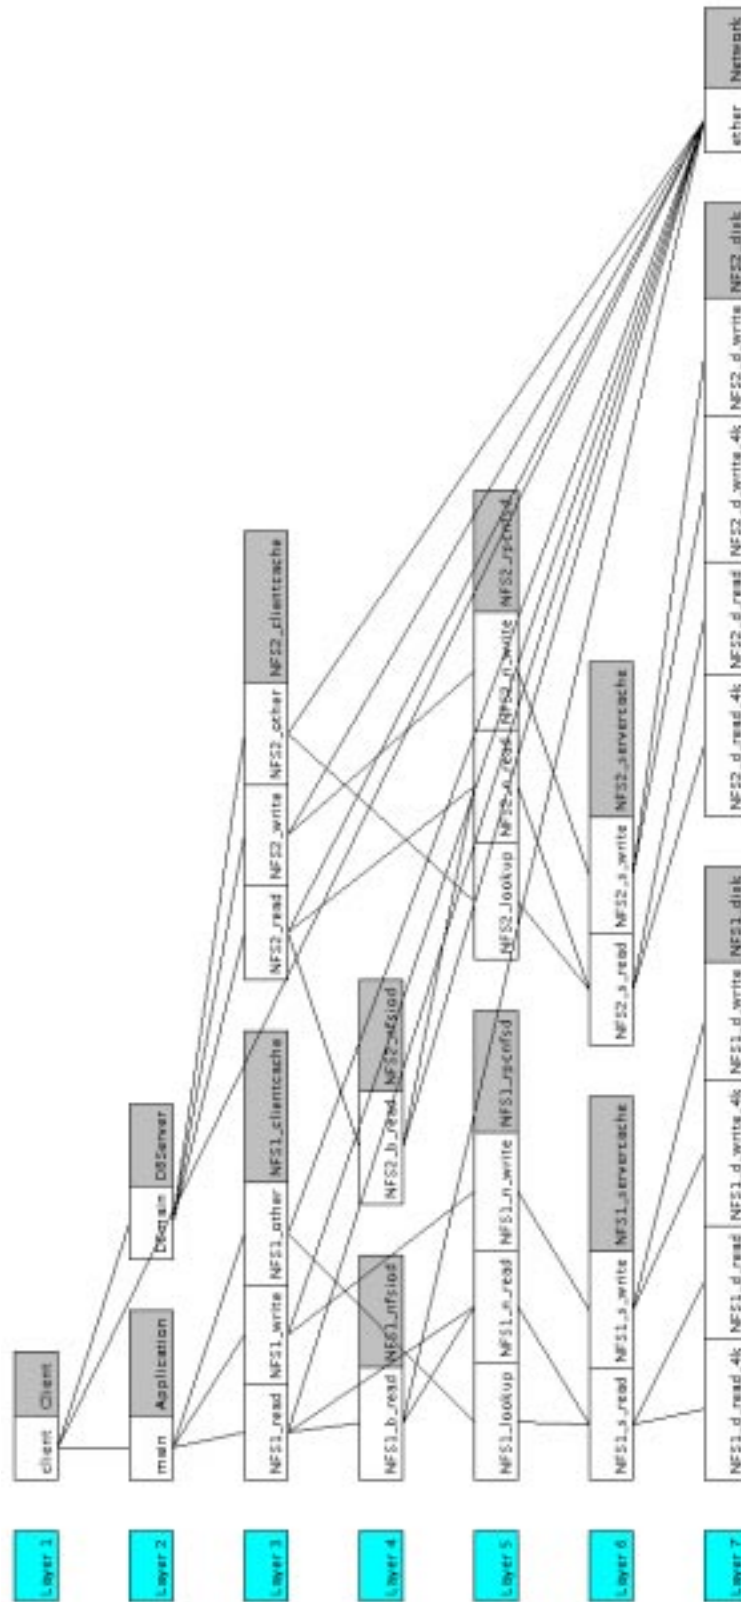 Layer 1
client
Client
Layer 2
main
Application
DBmain
DBServer
Layer 3
NFS1_read
NFS1_write
NFS1_other
NFS1_clientcache
NFS2_read
NFS2_write
NFS2_other
NFS2_clientcache
Layer 4
NFS1_b_read
NFS1_nfsiod
NFS2_b_read
NFS2_nfsiod
Layer 5
NFS1_lookup
NFS1_n_read
NFS1_n_write
NFS1_rpcnfsd
NFS2_lookup
NFS2_n_read
NFS2_n_write
NFS2_rpcnfsd
Layer 6
NFS1_s_read
NFS1_s_write
NFS1_servercache
NFS2_s_read
NFS2_s_write
NFS2_servercache
Layer 7
NFS1_d_read_4k
NFS1_d_read
NFS1_d_write_4k
NFS1_d_write
NFS1_disk
NFS2_d_read_4k
NFS2_d_read
NFS2_d_write_4k
NFS2_d_write
NFS2_disk
ether
Network